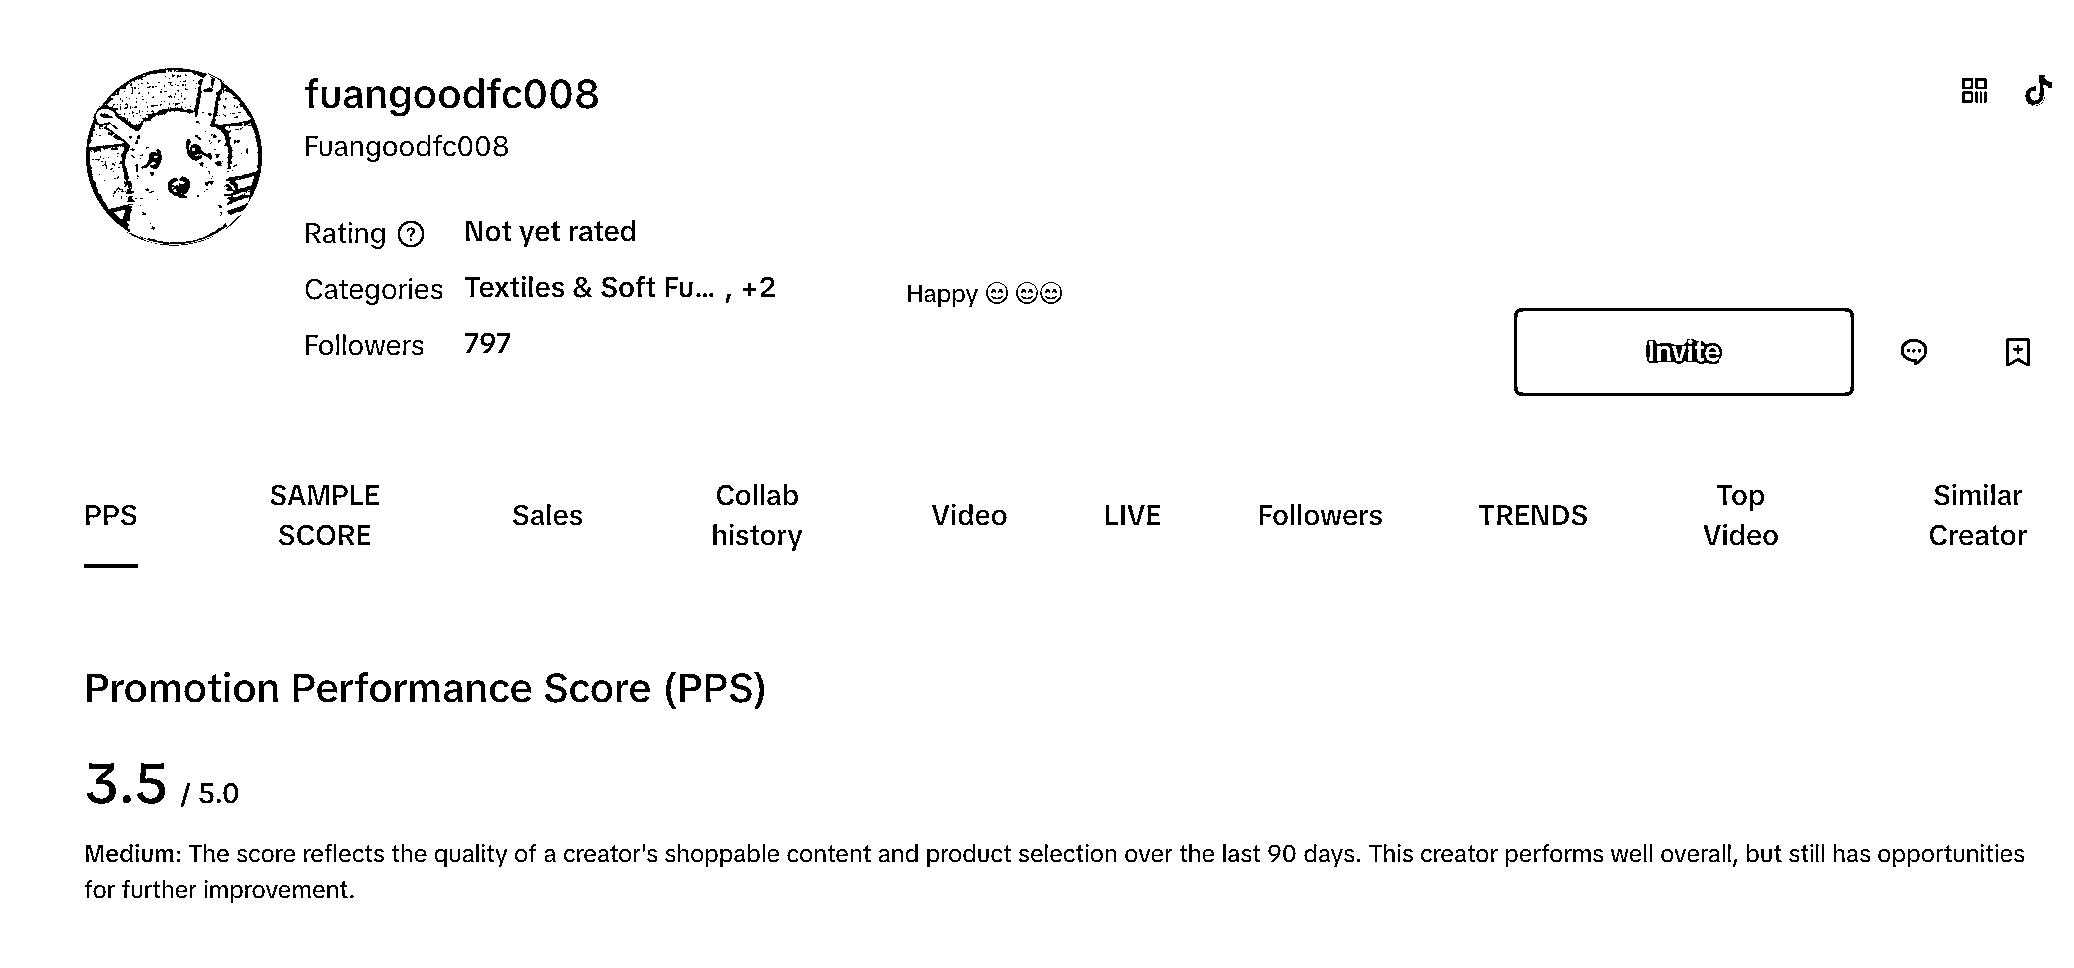 fuangoodfc008
Fuangoodfc008
Rating
Not yet rated
Categories
Textiles & Soft Fu... , +2
Happy 😊 😊😊
Followers
797
Invite
PPS
SAMPLE SCORE
Sales
Collab history
Video
LIVE
Followers
TRENDS
Top Video
Similar Creator
Promotion Performance Score (PPS)
3.5 / 5.0
Medium: The score reflects the quality of a creator's shoppable content and product selection over the last 90 days. This creator performs well overall, but still has opportunities
for further improvement.